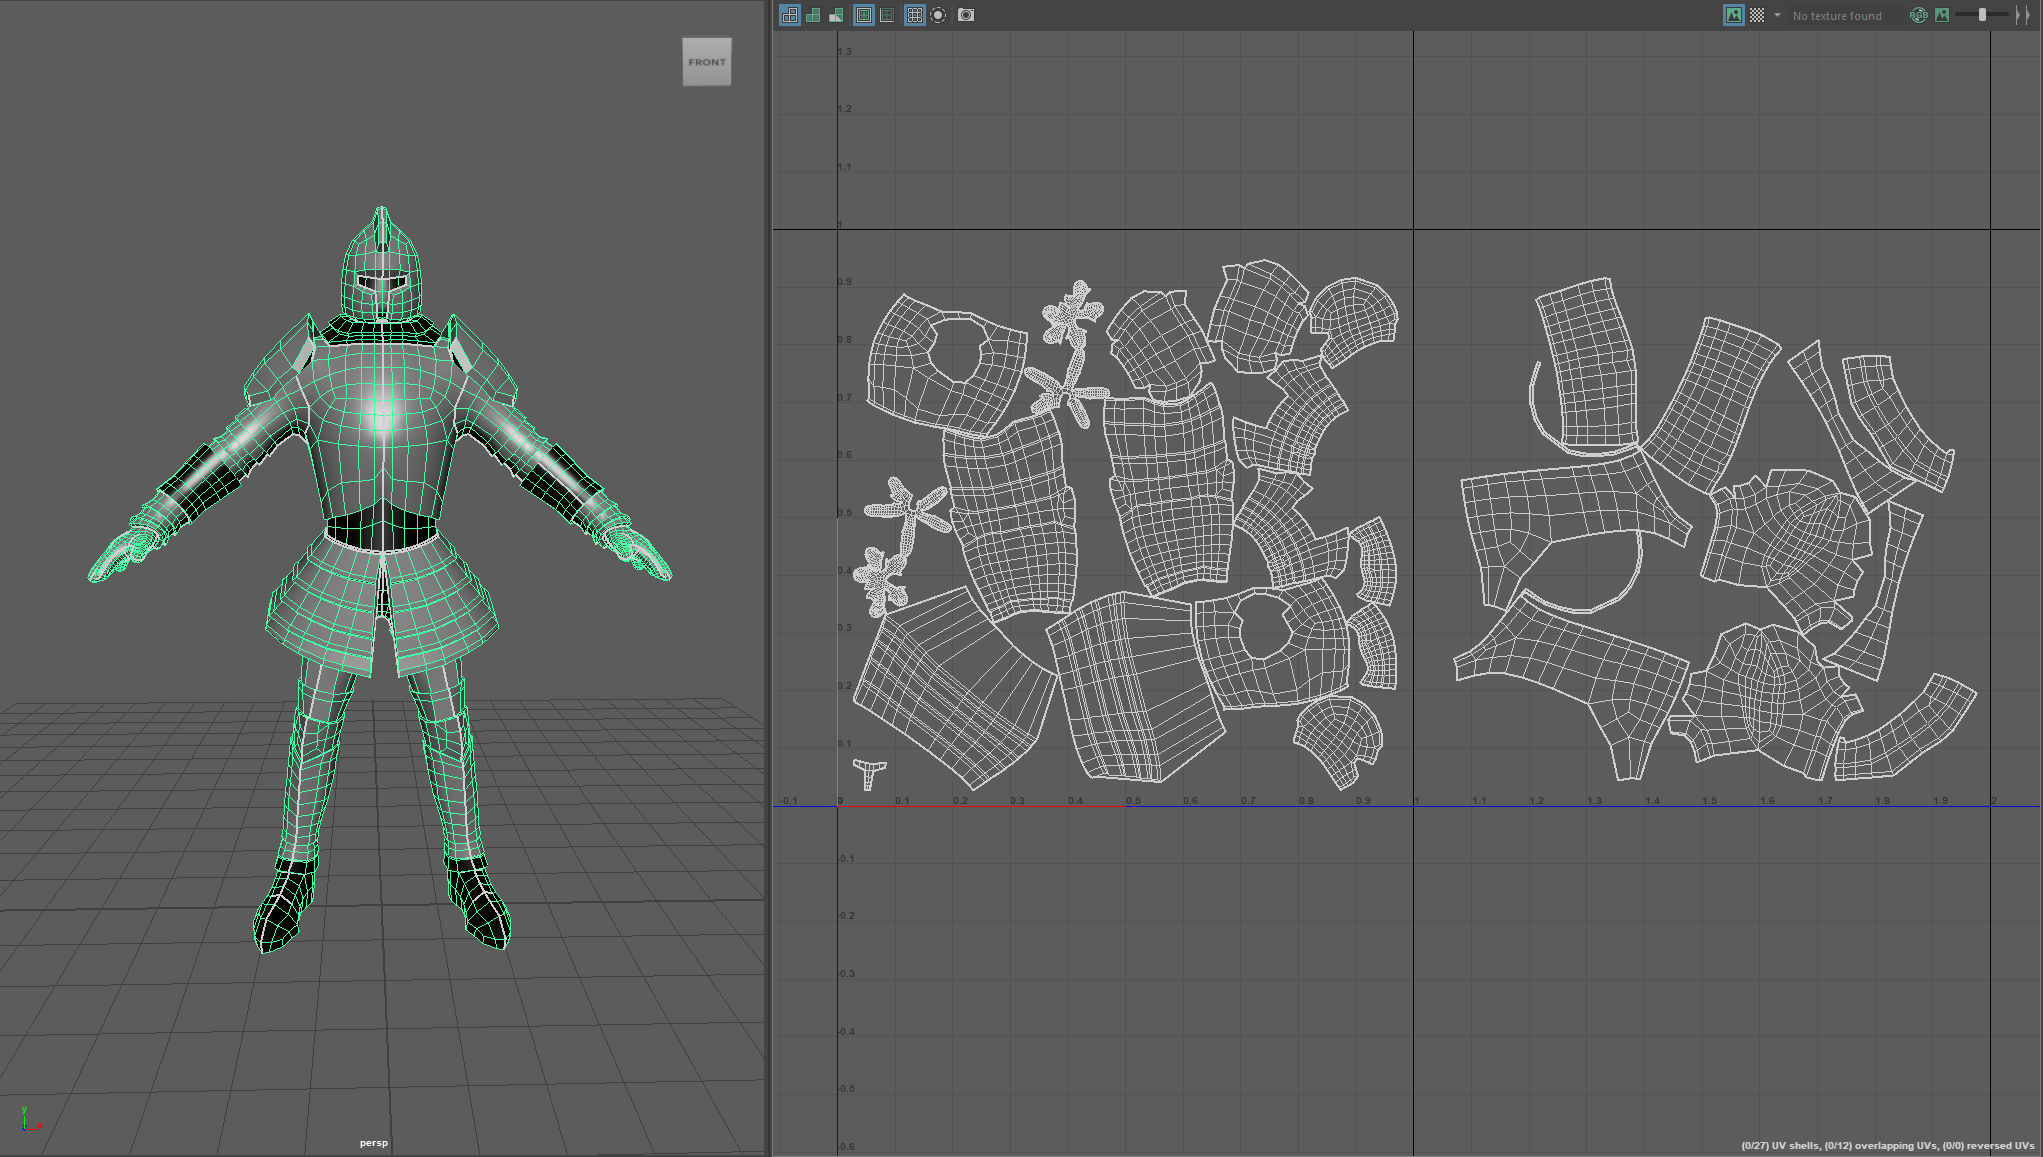 No texture found
RGB
FRONT
1.3
1.2
1.1
1
0.9
0.8
0.7
0.6
0.5
0.4
0.3
0.2
0.1
-0.1 0 0.1 0.2 0.3 0.4 0.5 0.6 0.7 0.8 0.9 1 1.1 1.2 1.3 1.4 1.5 1.6 1.7 1.8 1.9 2
-0.1
-0.2
-0.3
-0.4
-0.5
-0.6
y
x
persp
(0/27) UV shells, (0/12) overlapping UVs, (0/0) reversed UVs